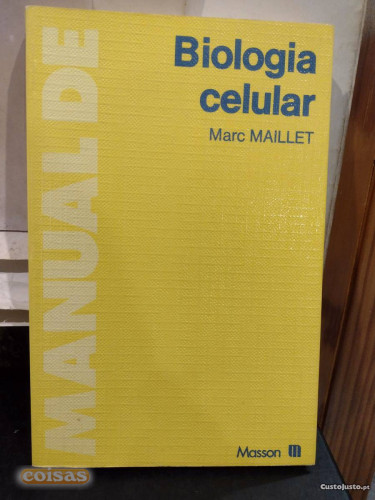 MANUAL DE
Biologia
celular
Marc MAILLET
Masson m
coisas
CustoJusto.pt